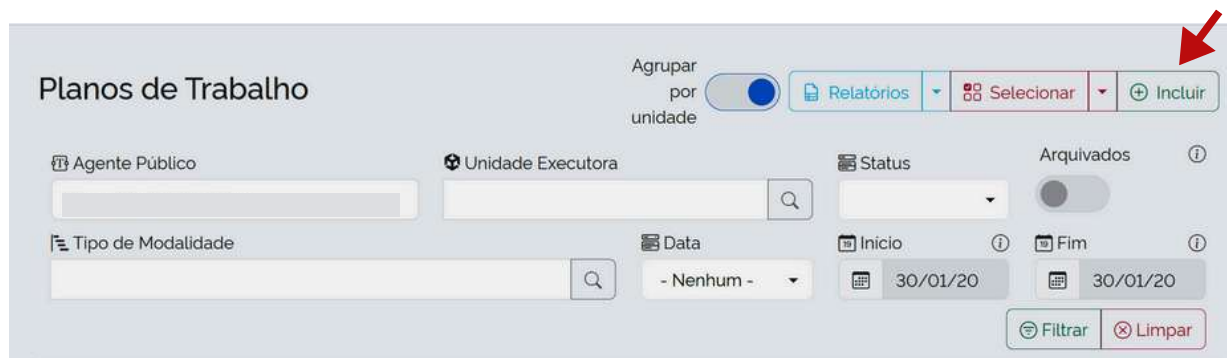 Planos de Trabalho
Agrupar
por
unidade
Relatórios
Selecionar
Incluir
Agente Público
Unidade Executora
Status
Arquivados
Tipo de Modalidade
Data
Início
Fim
- Nenhum -
30/01/20
30/01/20
Filtrar
Limpar